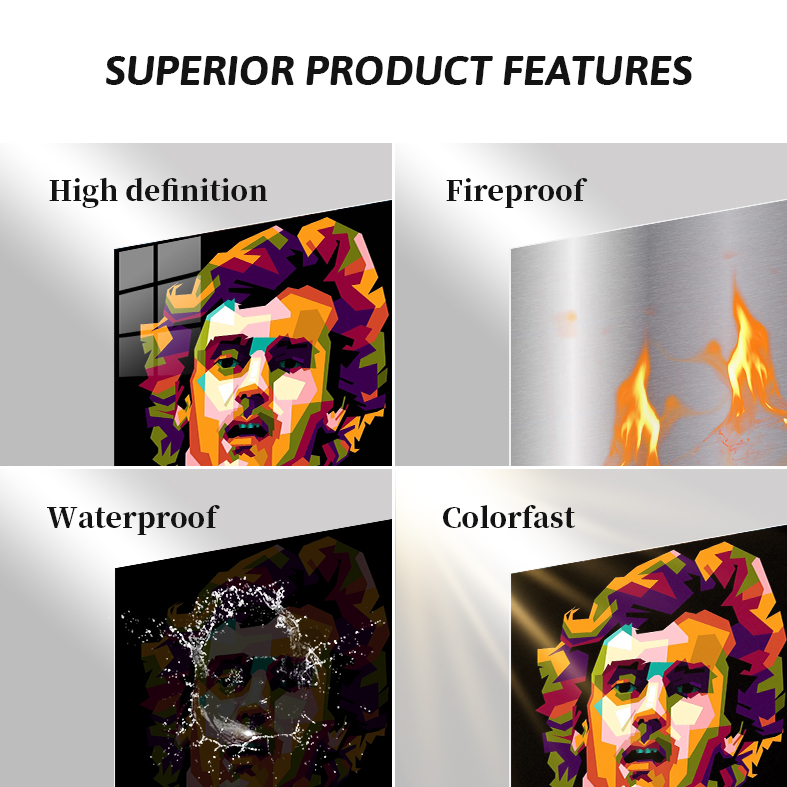 SUPERIOR PRODUCT FEATURES
High definition
Fireproof
Waterproof
Colorfast